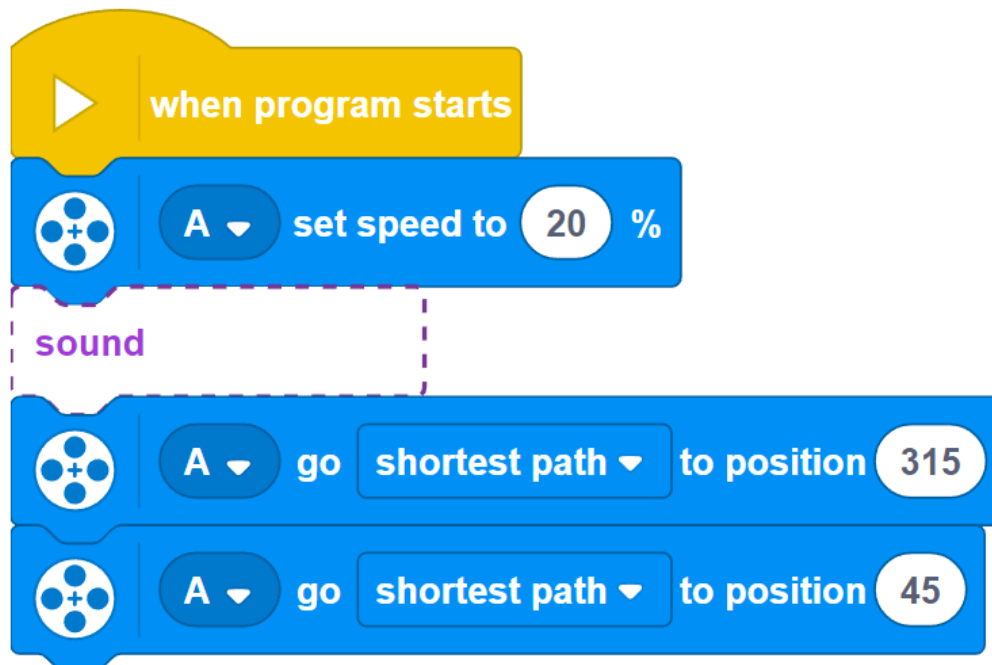 when program starts
A set speed to 20 %
sound
A go shortest path to position 315
A go shortest path to position 45